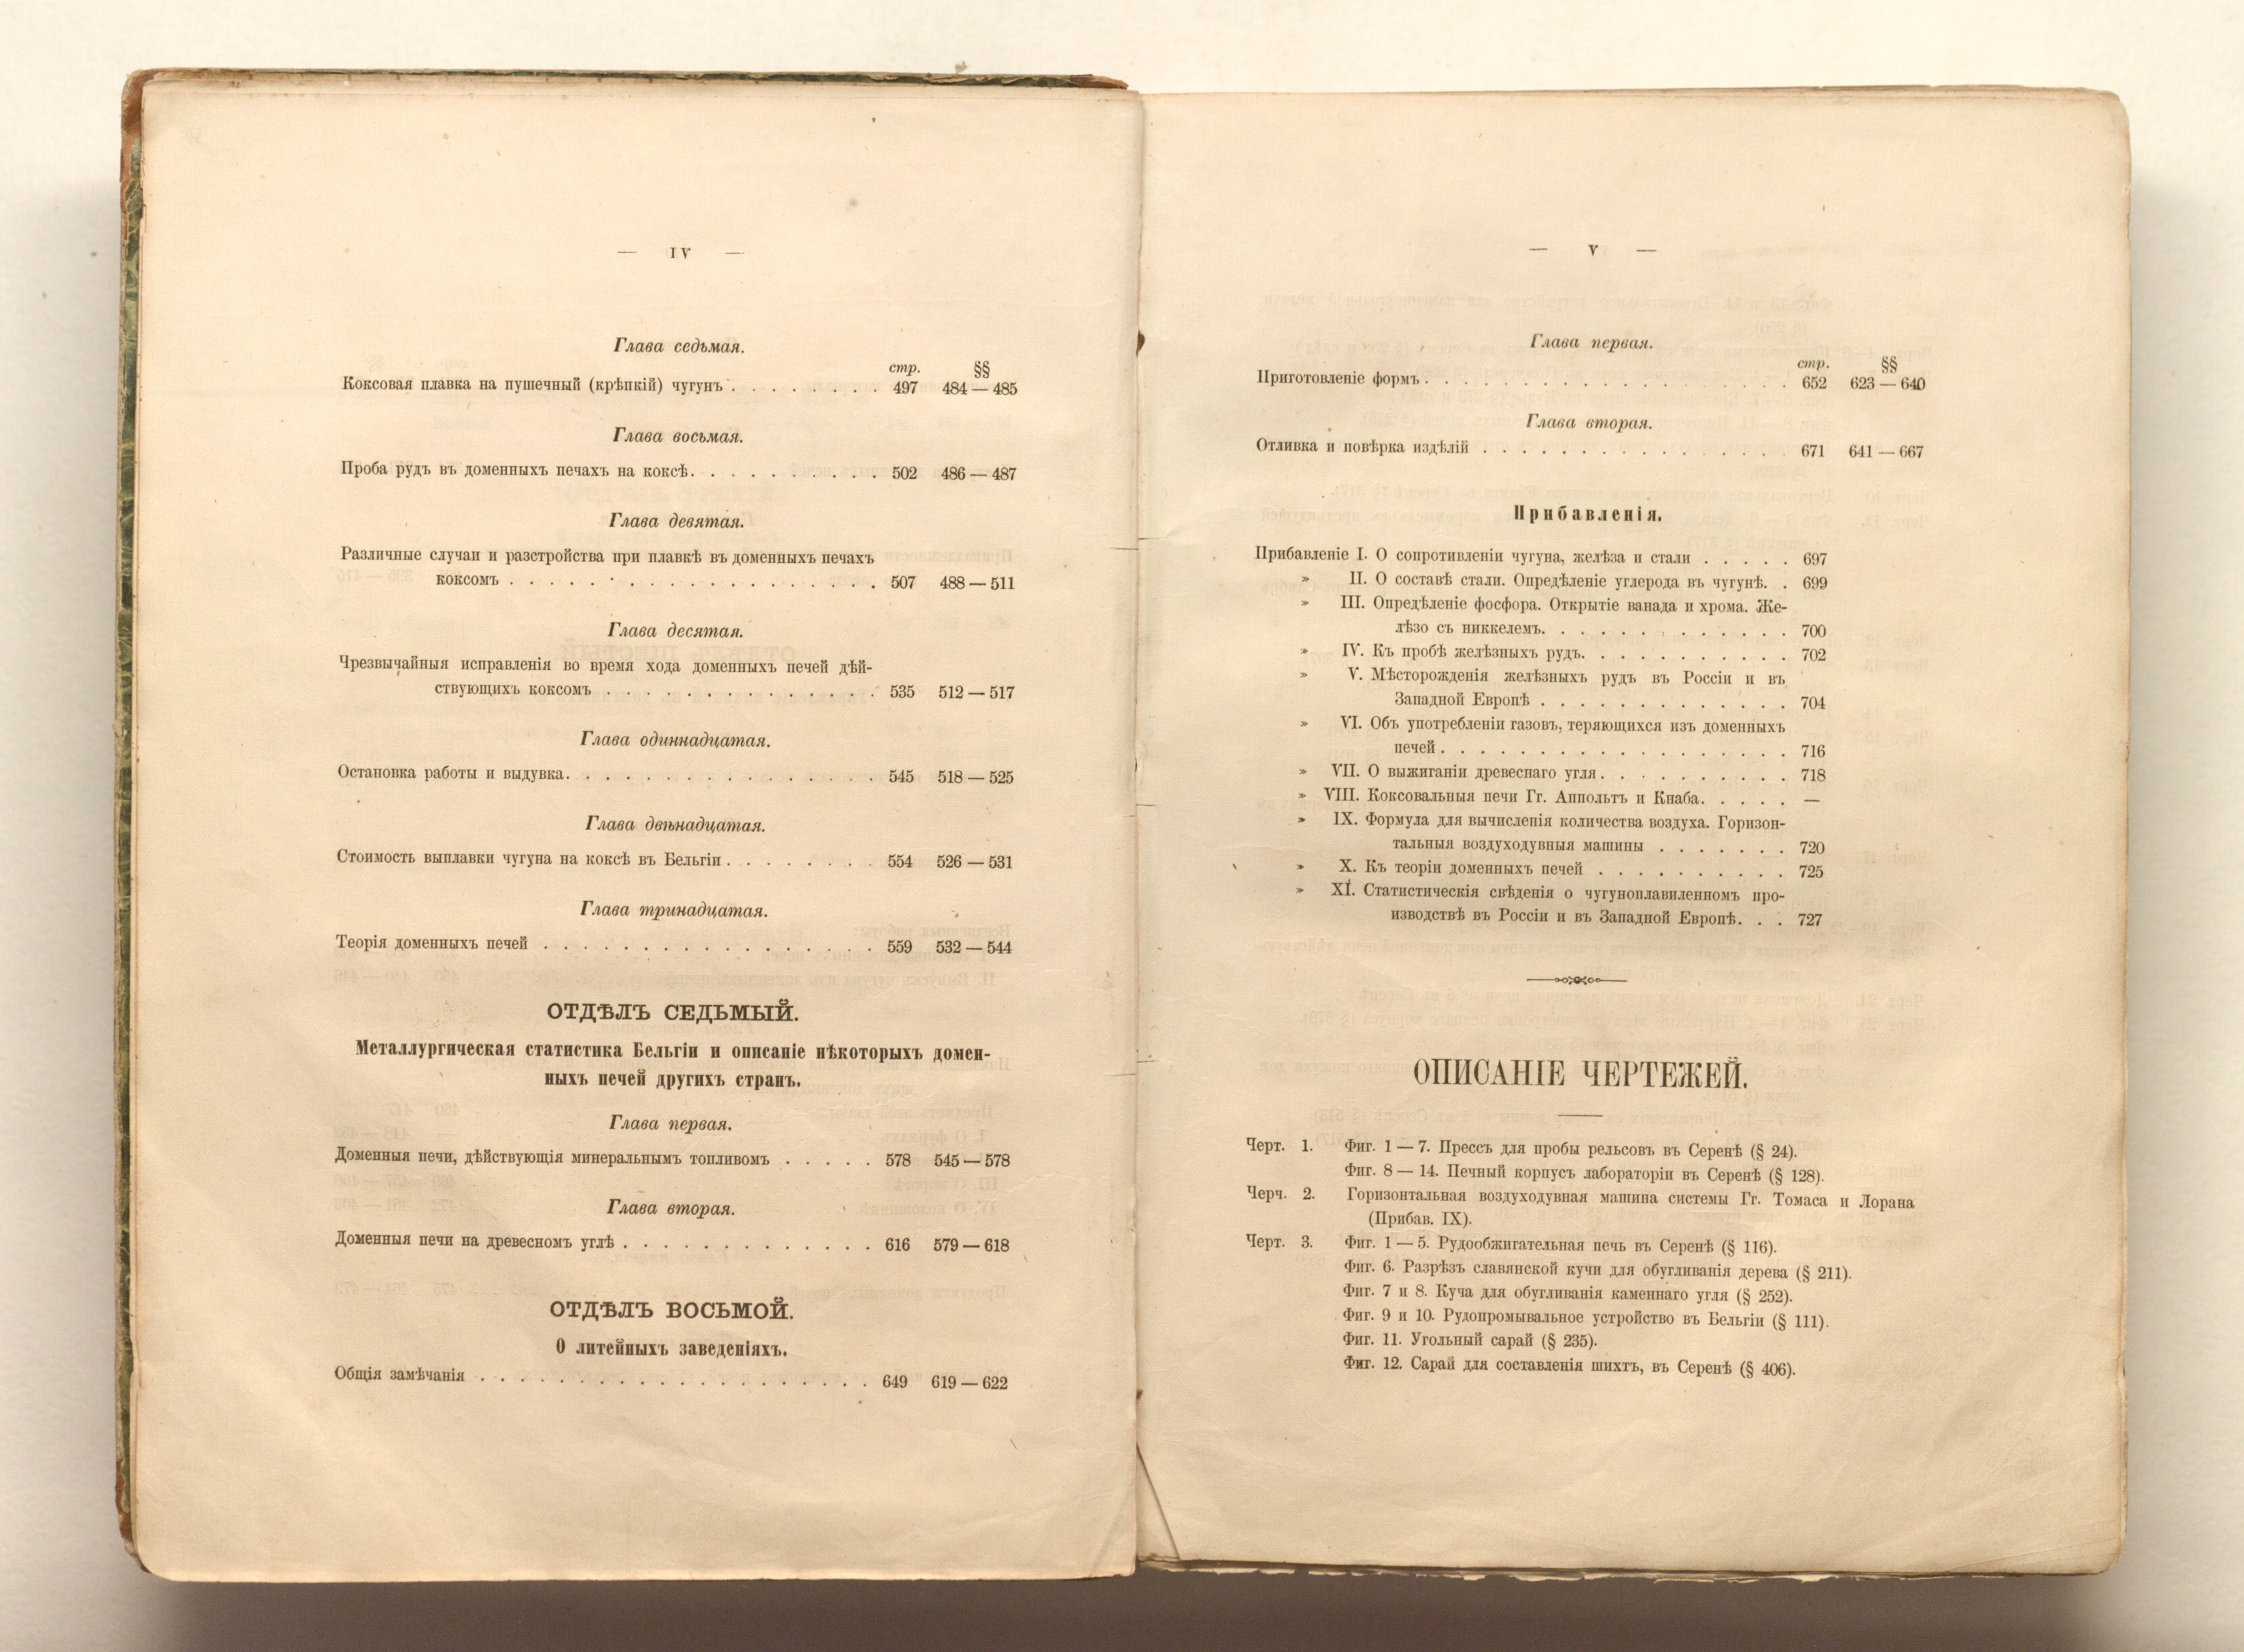 — IV —
Глава седьмая.
стр. §§
Коксовая плавка на пушечный (крѣпкій) чугунъ . . . . . . . . 497 484 — 485
Глава восьмая.
Проба рудъ въ доменныхъ печахъ на коксѣ. . . . . . . . . . 502 486 — 487
Глава девятая.
Различные случаи и разстройства при плавкѣ въ доменныхъ печахъ
коксомъ . . . . . . . . . . . . . . . . . . . 507 488 — 511
Глава десятая.
Чрезвычайныя исправленія во время хода доменныхъ печей дѣй-
ствующихъ коксомъ . . . . . . . . . . . . . . 535 512 — 517
Глава одиннадцатая.
Остановка работы и выдувка. . . . . . . . . . . . . . . . 545 518 — 525
Глава двѣнадцатая.
Стоимость выплавки чугуна на коксѣ въ Бельгіи . . . . . . . . 554 526 — 531
Глава тринадцатая.
Теорія доменныхъ печей . . . . . . . . . . . . . . . . . 559 532 — 544
ОТДѢЛЪ СЕДЬМЫЙ.
Металлургическая статистика Бельгіи и описаніе нѣкоторыхъ домен-
ныхъ печей другихъ странъ.
Глава первая.
Доменныя печи, дѣйствующія минеральнымъ топливомъ . . . . . 578 545 — 578
Глава вторая.
Доменныя печи на древесномъ углѣ . . . . . . . . . . . . . 616 579 — 618
ОТДѢЛЪ ВОСЬМОЙ.
О литейныхъ заведеніяхъ.
Общія замѣчанія . . . . . . . . . . . . . . . . . . . . 649 619 — 622
— V —
Глава первая.
стр. §§
Приготовленіе формъ . . . . . . . . . . . . . . . . . . . 652 623 — 640
Глава вторая.
Отливка и повѣрка издѣлій . . . . . . . . . . . . . . . . 671 641 — 667
Прибавленія.
Прибавленіе I. О сопротивленіи чугуна, желѣза и стали . . . . . 697
» II. О составѣ стали. Опредѣленіе углерода въ чугунѣ. . 699
» III. Опредѣленіе фосфора. Открытіе ванада и хрома. Же-
лѣзо съ никкелемъ. . . . . . . . . . . . . 700
» IV. Къ пробѣ желѣзныхъ рудъ. . . . . . . . . . . 702
» V. Мѣсторожденія желѣзныхъ рудъ въ Россіи и въ
Западной Европѣ . . . . . . . . . . . . . 704
» VI. Объ употребленіи газовъ, теряющихся изъ доменныхъ
печей . . . . . . . . . . . . . . . . . . 716
» VII. О выжиганіи древеснаго угля . . . . . . . . . . 718
» VIII. Коксовальныя печи Гг. Аппольтъ и Кнаба. . . . . —
» IX. Формула для вычисленія количества воздуха. Горизон-
тальныя воздуходувныя машины . . . . . . . 720
» X. Къ теоріи доменныхъ печей . . . . . . . . . . 725
» XI. Статистическія свѣденія о чугуноплавиленномъ про-
изводствѣ въ Россіи и въ Западной Европѣ. . . 727
ОПИСАНІЕ ЧЕРТЕЖЕЙ.
Черт. 1. Фиг. 1 — 7. Прессъ для пробы рельсовъ въ Серенѣ (§ 24).
Фиг. 8 — 14. Печный корпусъ лабораторіи въ Серенѣ (§ 128).
Черч. 2. Горизонтальная воздуходувная машина системы Гг. Томаса и Лорана
(Прибав. IX).
Черт. 3. Фиг. 1 — 5. Рудообжигательная печь въ Серенѣ (§ 116).
Фиг. 6. Разрѣзъ славянской кучи для обугливанія дерева (§ 211).
Фиг. 7 и 8. Куча для обугливанія каменнаго угля (§ 252).
Фиг. 9 и 10. Рудопромывальное устройство въ Бельгіи (§ 111).
Фиг. 11. Угольный сарай (§ 235).
Фиг. 12. Сарай для составленія шихтъ, въ Серенѣ (§ 406).